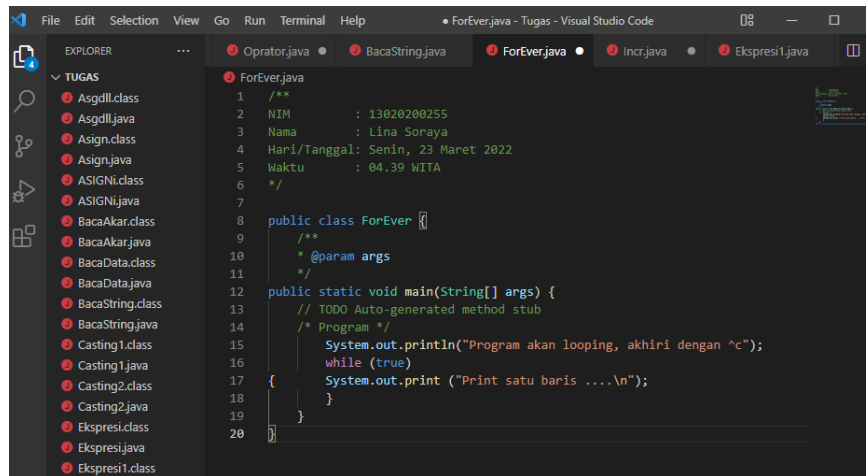 File Edit Selection View Go Run Terminal Help
● ForEver.java - Tugas - Visual Studio Code
EXPLORER ...
Oprator.java ●
BacaString.java
ForEver.java ●
Incr.java ●
Ekspresi1.java
4
TUGAS
Asgdll.class
Asgdll.java
Asign.class
Asign.java
ASIGNi.class
ASIGNi.java
BacaAkar.class
BacaAkar.java
BacaData.class
BacaData.java
BacaString.class
BacaString.java
Casting1.class
Casting1.java
Casting2.class
Casting2.java
Ekspresi.class
Ekspresi.java
Ekspresi1.class
ForEver.java
1 /**
2 NIM : 13020200255
3 Nama : Lina Soraya
4 Hari/Tanggal: Senin, 23 Maret 2022
5 Waktu : 04.39 WITA
6 */
7
8 public class ForEver {
9 /**
10 * @param args
11 */
12 public static void main(String[] args) {
13 // TODO Auto-generated method stub
14 /* Program */
15 System.out.println("Program akan looping, akhiri dengan ^c");
16 while (true)
17 { System.out.print ("Print satu baris ....\n");
18 }
19 }
20 }